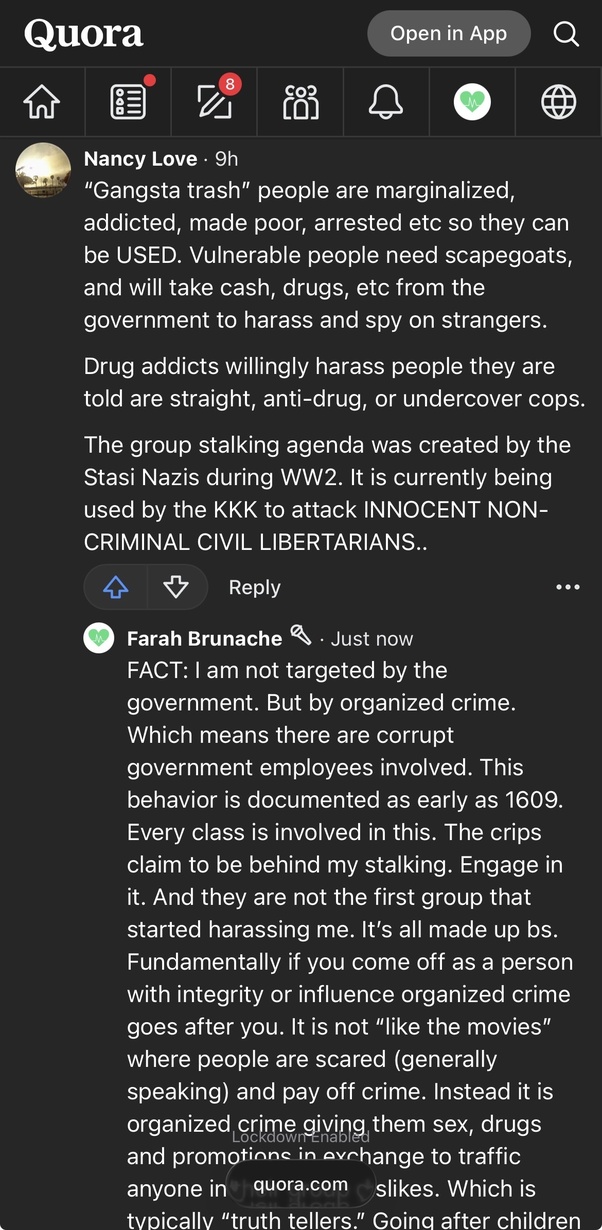 Quora
Open in App
8
Nancy Love · 9h
“Gangsta trash” people are marginalized,
addicted, made poor, arrested etc so they can
be USED. Vulnerable people need scapegoats,
and will take cash, drugs, etc from the
government to harass and spy on strangers.
Drug addicts willingly harass people they are
told are straight, anti-drug, or undercover cops.
The group stalking agenda was created by the
Stasi Nazis during WW2. It is currently being
used by the KKK to attack INNOCENT NON-
CRIMINAL CIVIL LIBERTARIANS..
Reply
Farah Brunache · Just now
FACT: I am not targeted by the
government. But by organized crime.
Which means there are corrupt
government employees involved. This
behavior is documented as early as 1609.
Every class is involved in this. The crips
claim to be behind my stalking. Engage in
it. And they are not the first group that
started harassing me. It’s all made up bs.
Fundamentally if you come off as a person
with integrity or influence organized crime
goes after you. It is not “like the movies”
where people are scared (generally
speaking) and pay off crime. Instead it is
organized crime giving them sex, drugs
Lockdown Enabled
and promotions in exchange to traffic
anyone in slikes. Which is
quora.com
typically “truth tellers.” Going after children